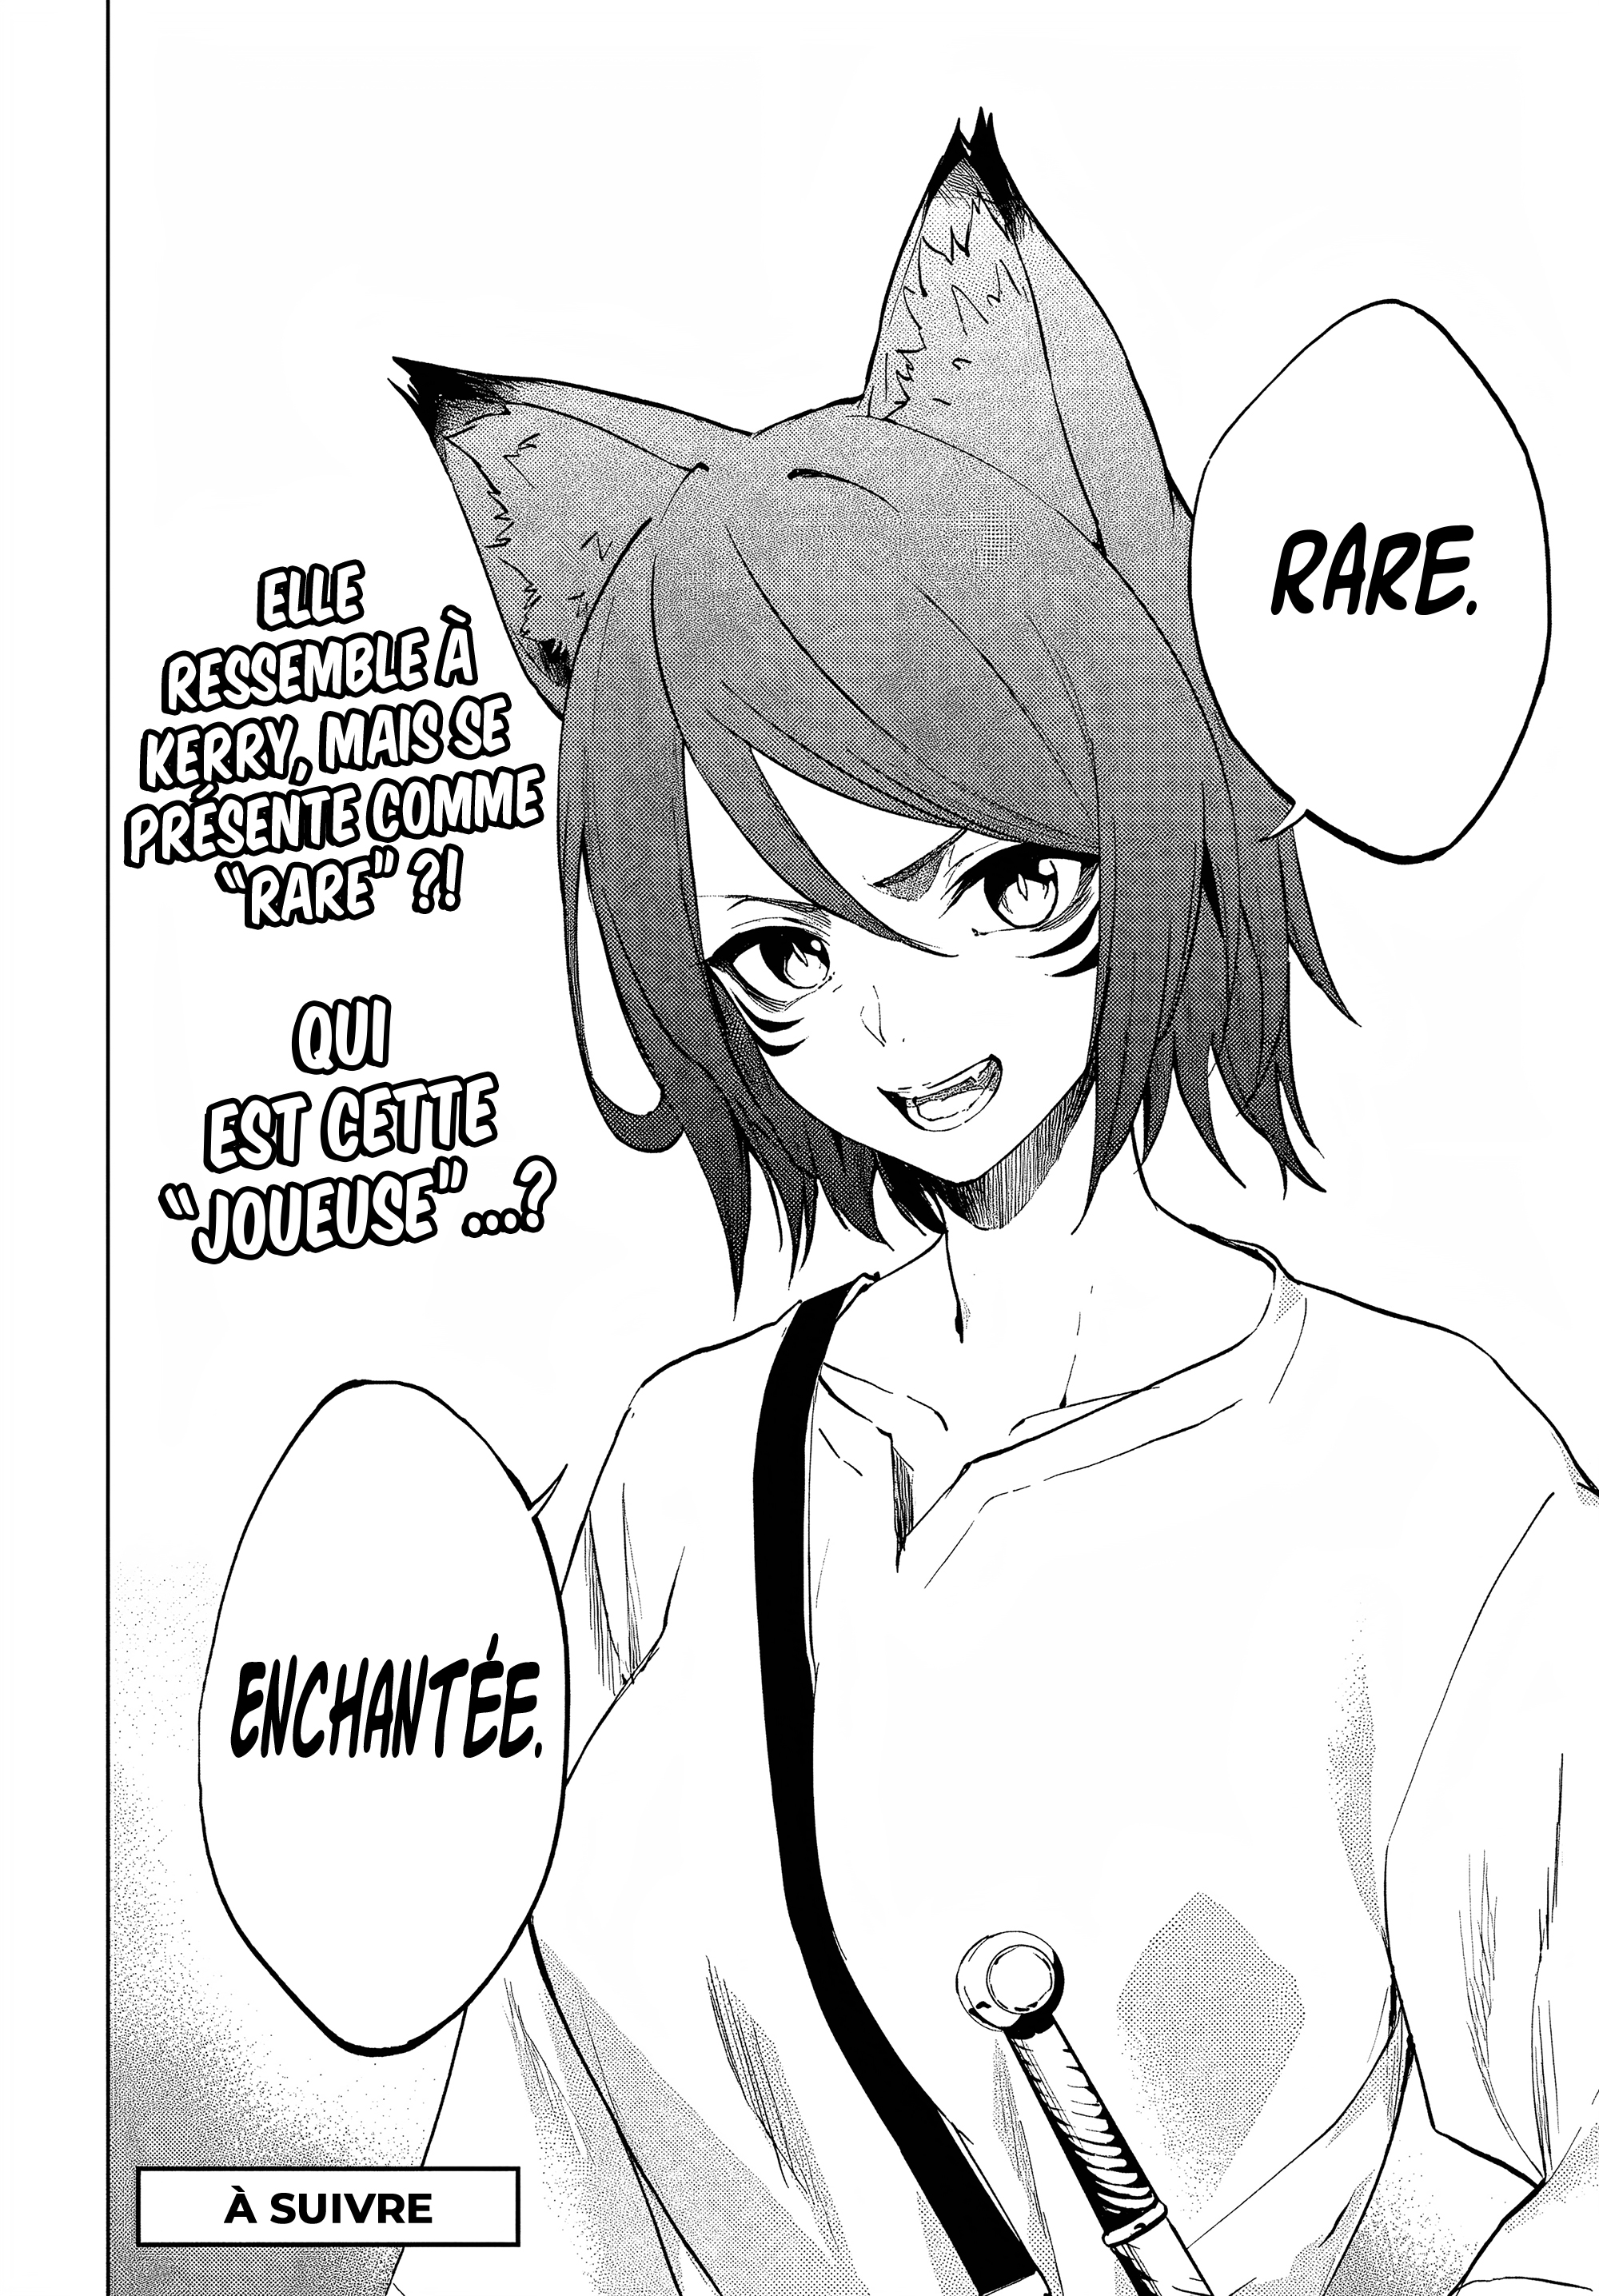 RARE.
ELLE
RESSEMBLE À
KERRY, MAIS SE
PRÉSENTE COMME
“RARE” ?!
QUI
EST CETTE
“JOUEUSE”...?
ENCHANTÉE.
À SUIVRE